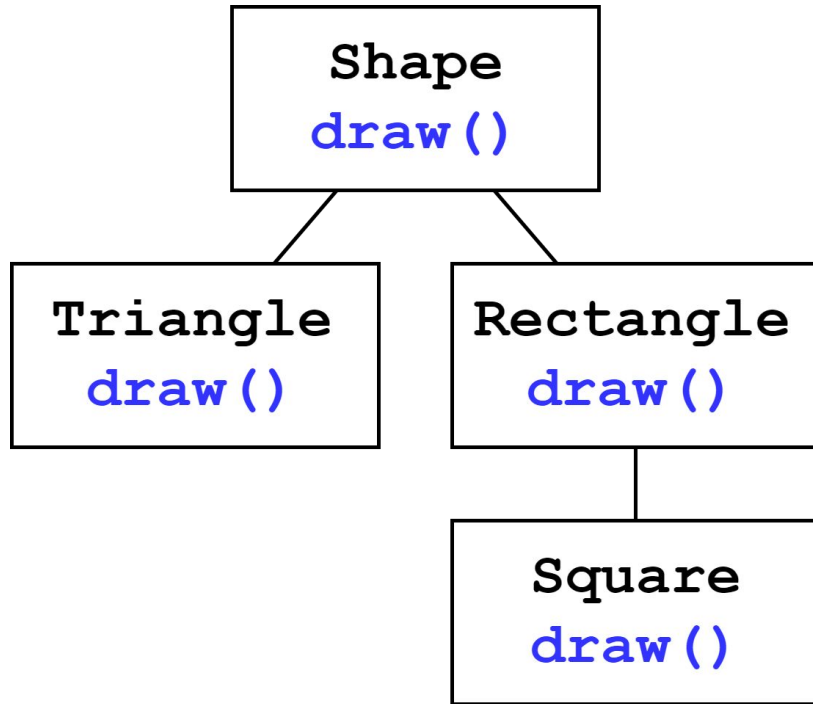 Shape
draw()
Triangle
draw()
Rectangle
draw()
Square
draw()